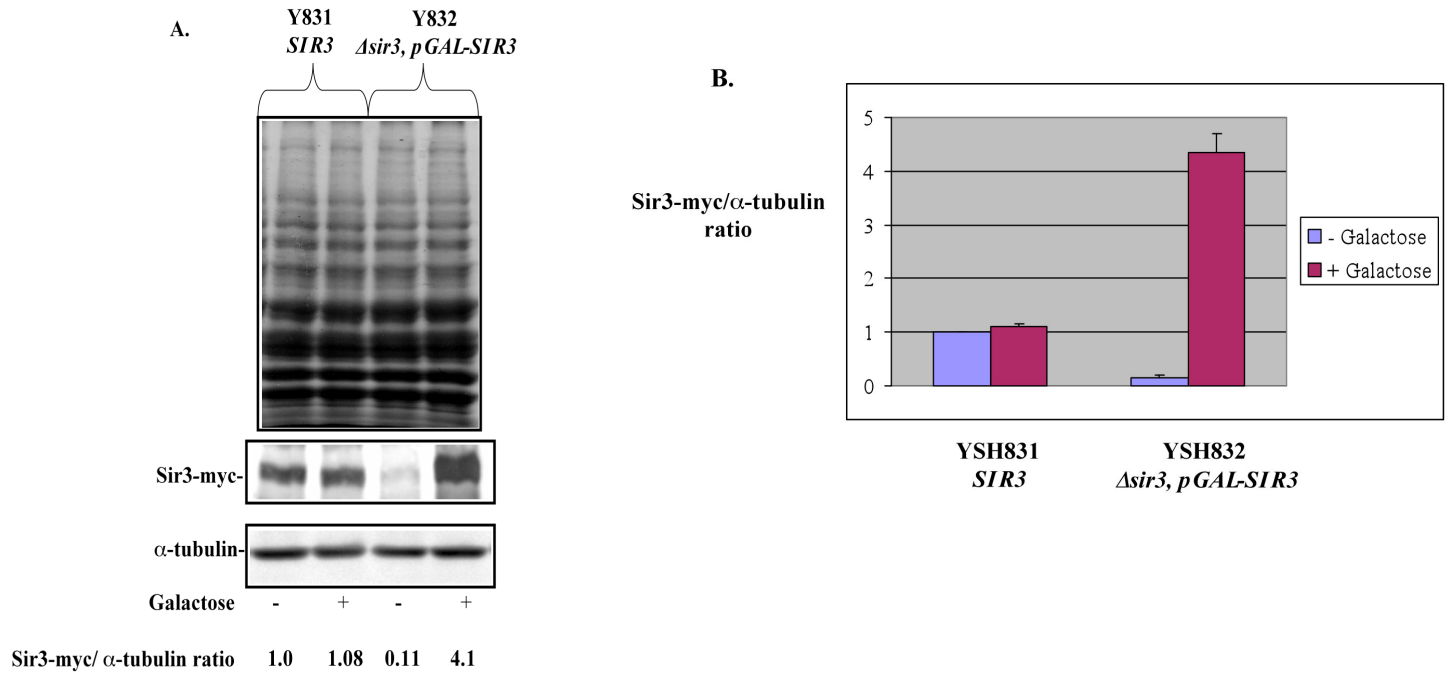 A.
Y831
SIR3
Y832
Δsir3, pGAL-SIR3
Sir3-myc-
α-tubulin-
Galactose - + - +
Sir3-myc/ α-tubulin ratio 1.0 1.08 0.11 4.1
B.
Sir3-myc/α-tubulin
ratio
5
4
3
2
1
0
- Galactose
+ Galactose
YSH831
SIR3
YSH832
Δsir3, pGAL-SIR3